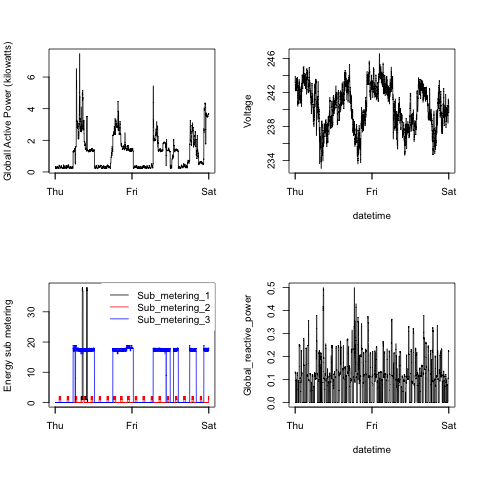 Globall Active Power (kilowatts)
0 2 4 6
Thu Fri Sat
Voltage
234 238 242 246
Thu Fri Sat
datetime
Energy sub metering
0 10 20 30
Sub_metering_1
Sub_metering_2
Sub_metering_3
Thu Fri Sat
Global_reactive_power
0.0 0.1 0.2 0.3 0.4 0.5
Thu Fri Sat
datetime